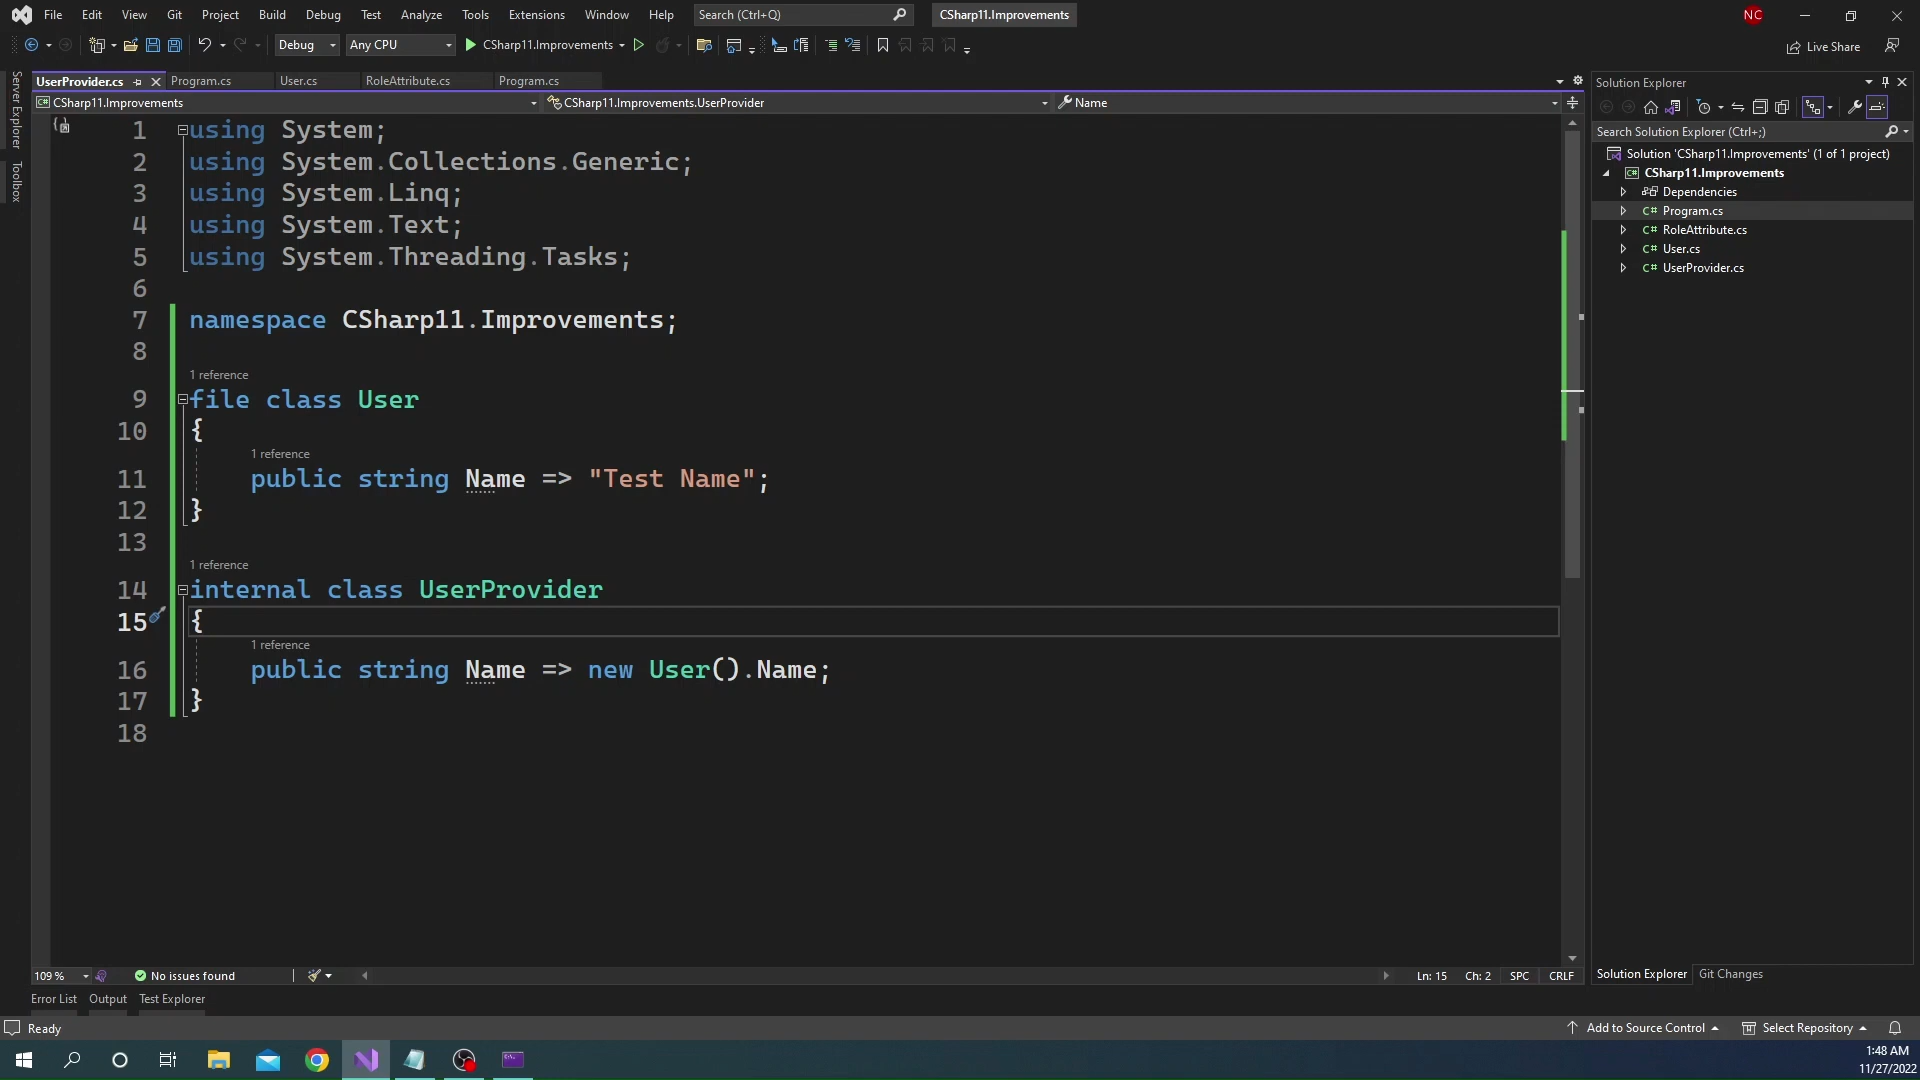 File Edit View Git Project Build Debug Test Analyze Tools Extensions Window Help Search (Ctrl+Q) CSharp11.Improvements NC
Debug Any CPU CSharp11.Improvements Live Share
UserProvider.cs Program.cs User.cs RoleAttribute.cs Program.cs
CSharp11.Improvements CSharp11.Improvements.UserProvider Name
Server Explorer
Toolbox
1 using System;
2 using System.Collections.Generic;
3 using System.Linq;
4 using System.Text;
5 using System.Threading.Tasks;
6
7 namespace CSharp11.Improvements;
8
1 reference
9 file class User
10 {
1 reference
11 public string Name => "Test Name";
12 }
13
1 reference
14 internal class UserProvider
15 {
1 reference
16 public string Name => new User().Name;
17 }
18
109 % No issues found Ln: 15 Ch: 2 SPC CRLF
Solution Explorer
Search Solution Explorer (Ctrl+;)
Solution 'CSharp11.Improvements' (1 of 1 project)
C# CSharp11.Improvements
Dependencies
C# Program.cs
C# RoleAttribute.cs
C# User.cs
C# UserProvider.cs
Solution Explorer Git Changes
Error List Output Test Explorer
Ready Add to Source Control Select Repository
1:48 AM
11/27/2022